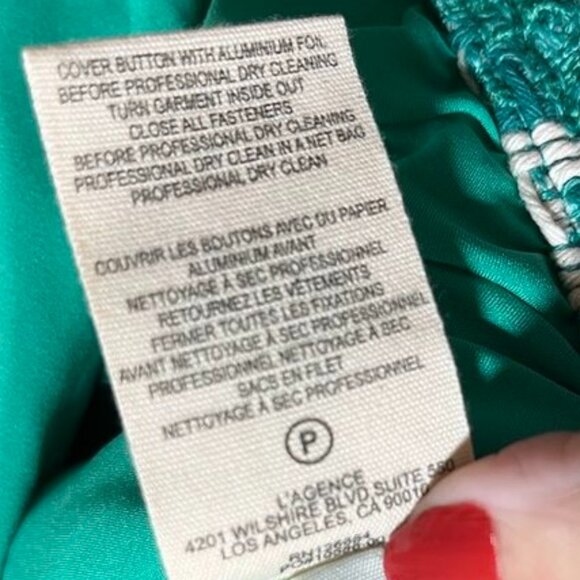 COVER BUTTON WITH ALUMINIUM FOIL
BEFORE PROFESSIONAL DRY CLEANING
TURN GARMENT INSIDE OUT
CLOSE ALL FASTENERS
BEFORE PROFESSIONAL DRY CLEANING
PROFESSIONAL DRY CLEAN IN A NET BAG
PROFESSIONAL DRY CLEAN
COUVRIR LES BOUTONS AVEC DU PAPIER
ALUMINIUM AVANT
NETTOYAGE À SEC PROFESSIONNEL
RETOURNEZ LES VÊTEMENTS
FERMER TOUTES LES FIXATIONS
AVANT NETTOYAGE À SEC PROFESSIONNEL
PROFESSIONNEL NETTOYAGE À SEC
SACS EN FILET
NETTOYAGE À SEC PROFESSIONNEL
P
L'AGENCE
4201 WILSHIRE BLVD, SUITE 550
LOS ANGELES, CA 90010